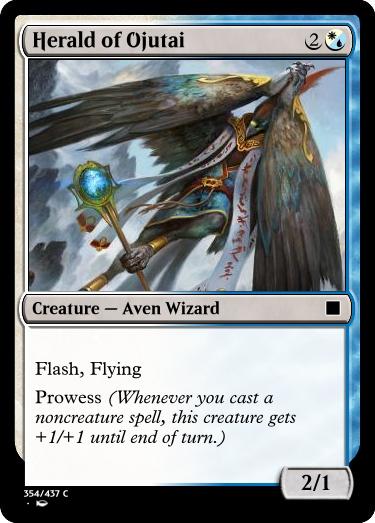 Herald of Ojutai 2
Creature — Aven Wizard
Flash, Flying
Prowess (Whenever you cast a
noncreature spell, this creature gets
+1/+1 until end of turn.)
2/1
354/437 C